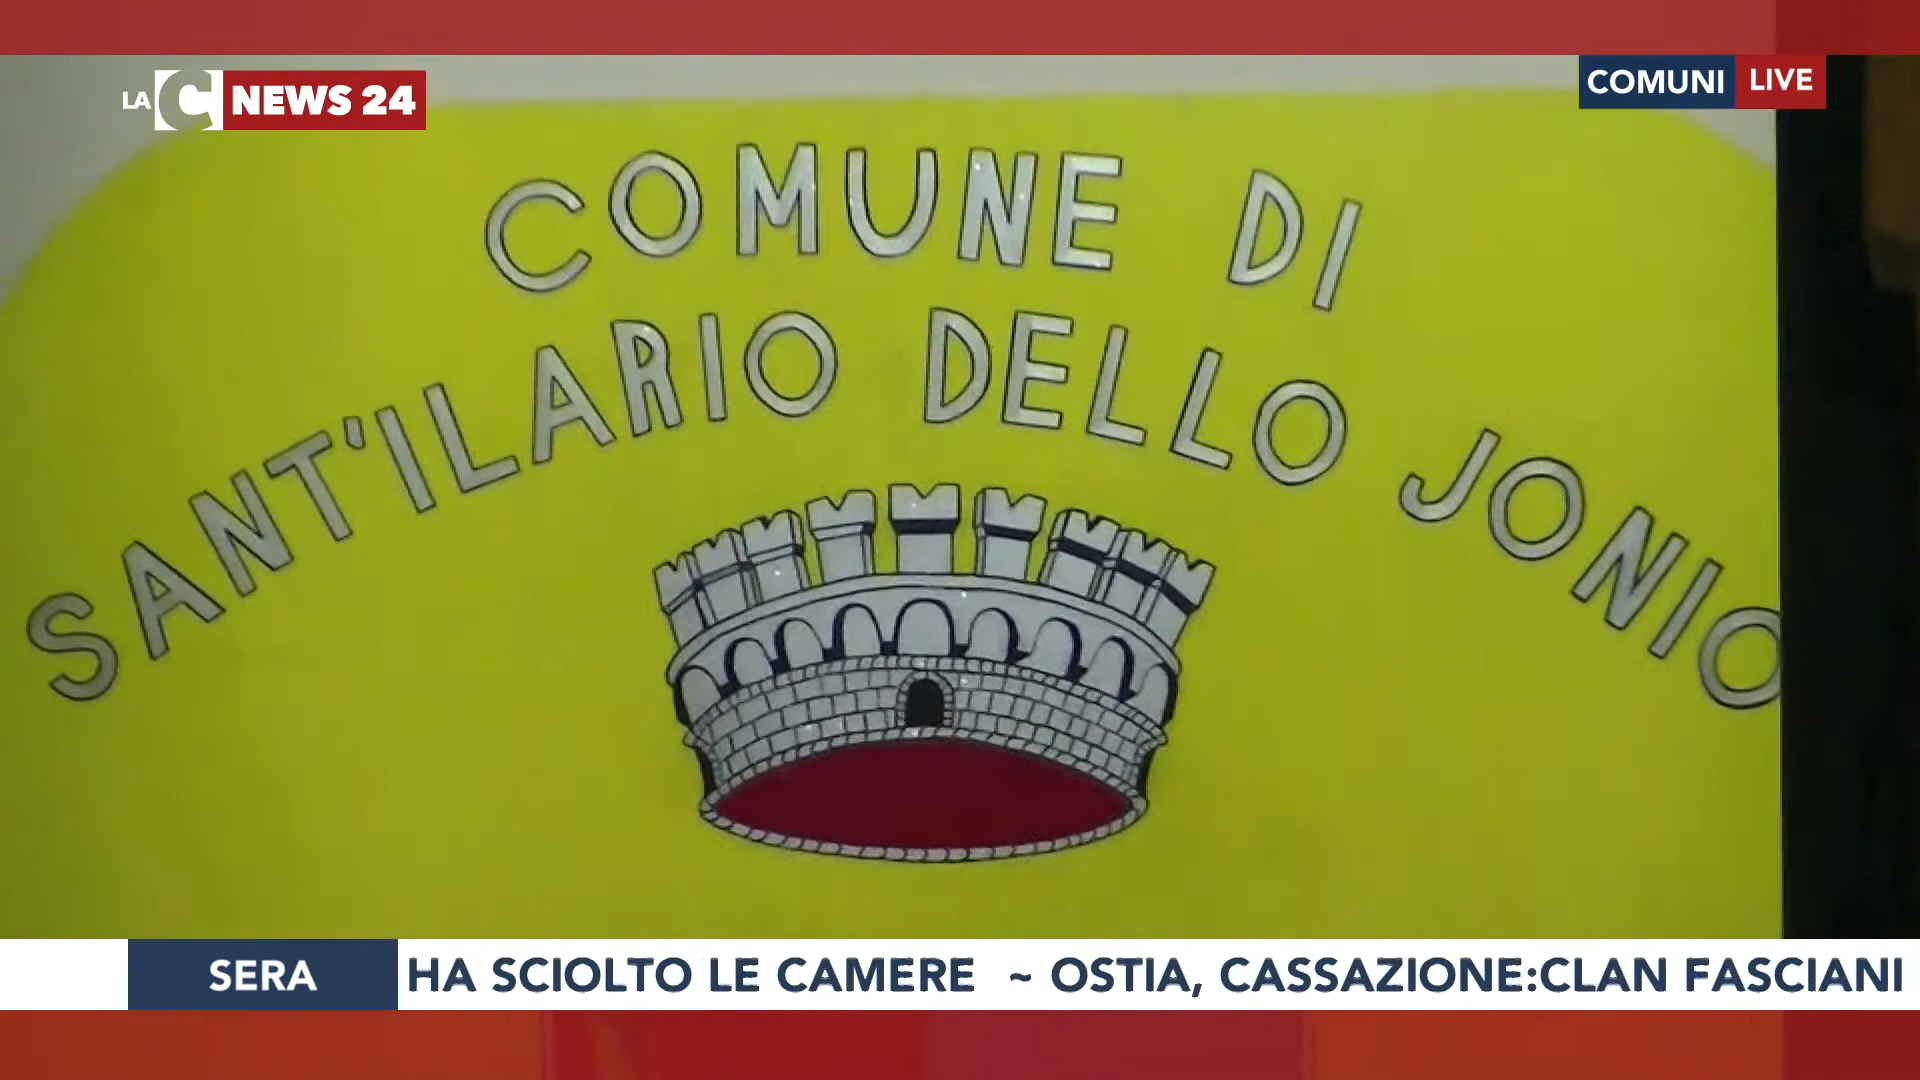 LA C NEWS 24
COMUNI LIVE
COMUNE DI
SANT'ILARIO DELLO JONIO
SERA
HA SCIOLTO LE CAMERE ~ OSTIA, CASSAZIONE:CLAN FASCIANI